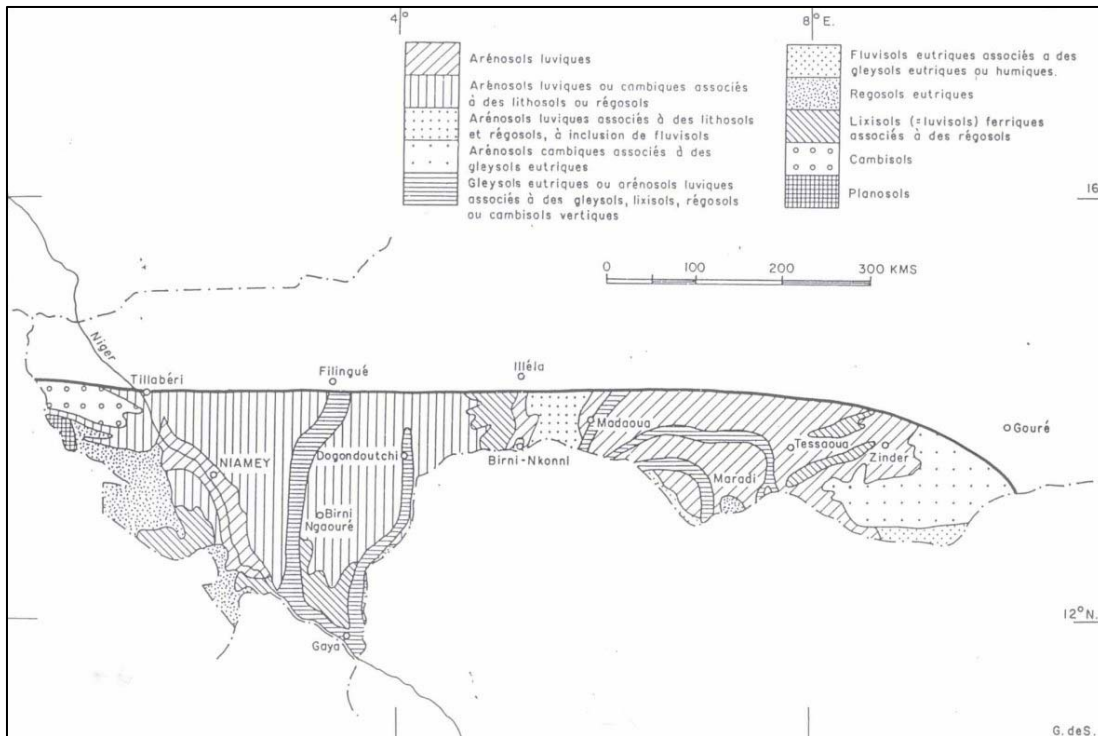 4°
8° E.
Arénosols luviques
Arénosols luviques ou cambiques associés
à des lithosols ou régosols
Arénosols luviques associés à des lithosols
et régosols, à inclusion de fluvisols
Arénosols cambiques associés à des
gleysols eutriques
Gleysols eutriques ou arénosols luviques
associés à des gleysols, lixisols, régosols
ou cambisols vertiques
Fluvisols eutriques associés a des
gleysols eutriques ou humiques.
Regosols eutriques
Lixisols (=luvisols) ferriques
associés à des régosols
Cambisols
Planosols
16
0 100 200 300 KMS
Niger
Tillabéri
Filingué
Illéla
Gouré
Madaoua
Tessaoua
Zinder
NIAMEY
Dogondoutchi
Birni-Nkonni
Maradi
Birni
Ngaouré
12°N.
Gaya
G. de S.